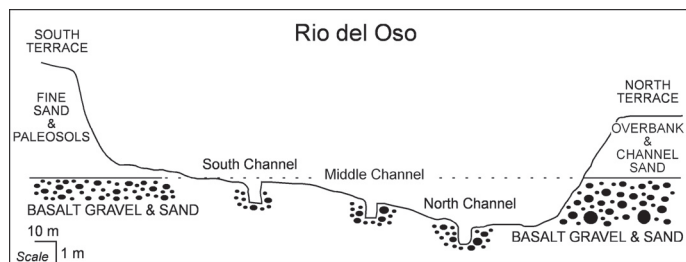 Rio del Oso
SOUTH
TERRACE
NORTH
TERRACE
FINE
SAND
&
PALEOSOLS
OVERBANK
&
CHANNEL
SAND
South Channel
Middle Channel
North Channel
BASALT GRAVEL & SAND
BASALT GRAVEL & SAND
10 m
Scale
1 m